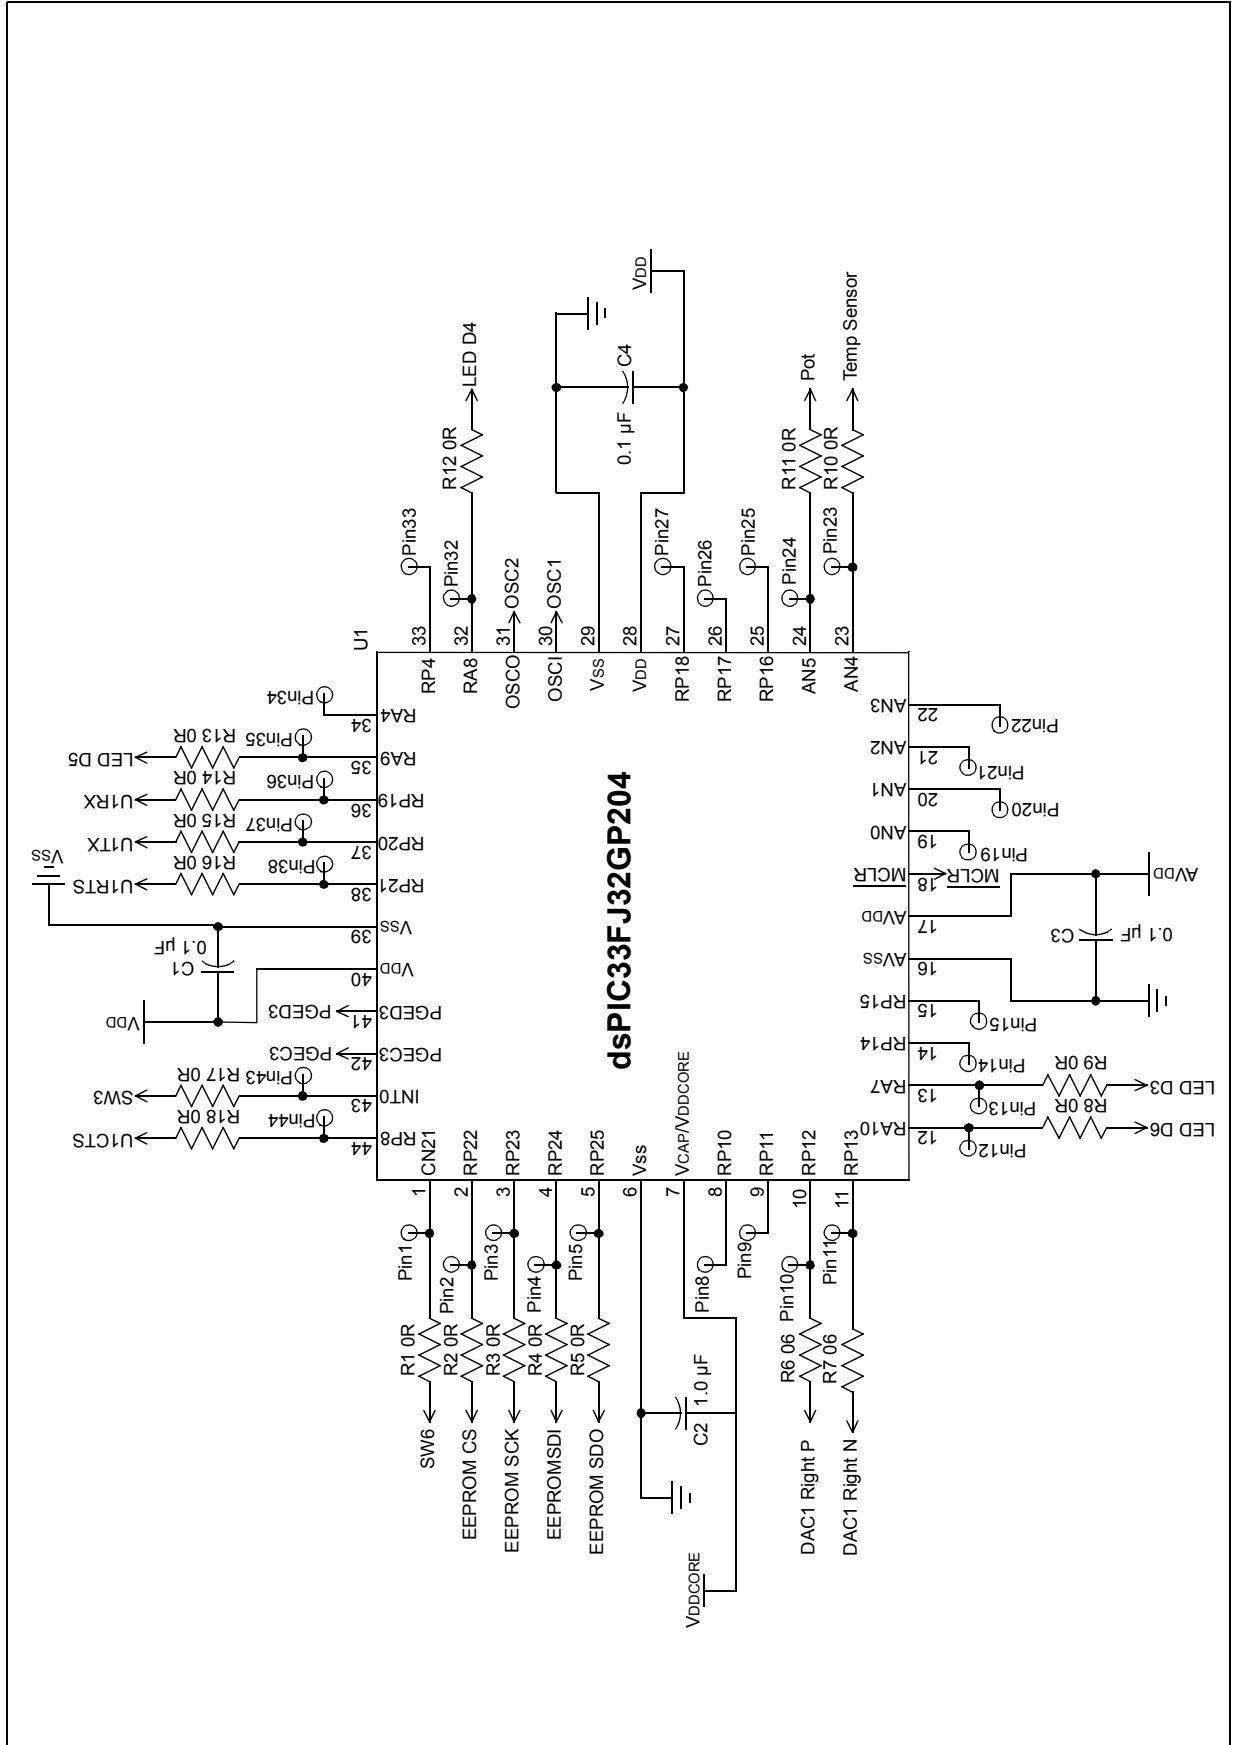 U1
dsPIC33FJ32GP204
SW6
R1 0R
Pin1
1
CN21
EEPROM CS
R2 0R
Pin2
2
RP22
EEPROM SCK
R3 0R
Pin3
3
RP23
EEPROMSDI
R4 0R
Pin4
4
RP24
EEPROM SDO
R5 0R
Pin5
5
RP25
6
Vss
C2
1.0 µF
VDDCORE
7
VCAP/VDDCORE
Pin8
8
RP10
Pin9
9
RP11
DAC1 Right P
R6 06
Pin10
10
RP12
DAC1 Right N
R7 06
Pin11
11
RP13
RA10
12
Pin12
R8 0R
LED D6
RA7
13
Pin13
R9 0R
LED D3
RP14
14
Pin14
RP15
15
Pin15
AVSS
16
AVDD
17
C3
0.1 µF
AVDD
MCLR
18
MCLR
AN0
19
Pin19
AN1
20
Pin20
AN2
21
Pin21
AN3
22
Pin22
AN4
23
Pin23
R10 0R
Temp Sensor
AN5
24
Pin24
R11 0R
Pot
RP16
25
Pin25
RP17
26
Pin26
RP18
27
Pin27
VDD
28
VSS
29
0.1 µF
C4
VDD
OSCI
30
OSC1
OSCO
31
OSC2
RA8
32
Pin32
R12 0R
LED D4
RP4
33
Pin33
RA4
34
Pin34
RA9
35
Pin35
R13 0R
LED D5
RP19
36
Pin36
R14 0R
U1RX
RP20
37
Pin37
R15 0R
U1TX
RP21
38
Pin38
R16 0R
U1RTS
VSS
39
VSS
C1
0.1 µF
VDD
40
VDD
PGED3
41
PGED3
PGEC3
42
PGEC3
INT0
43
Pin43
R17 0R
SW3
RP8
44
Pin44
R18 0R
U1CTS